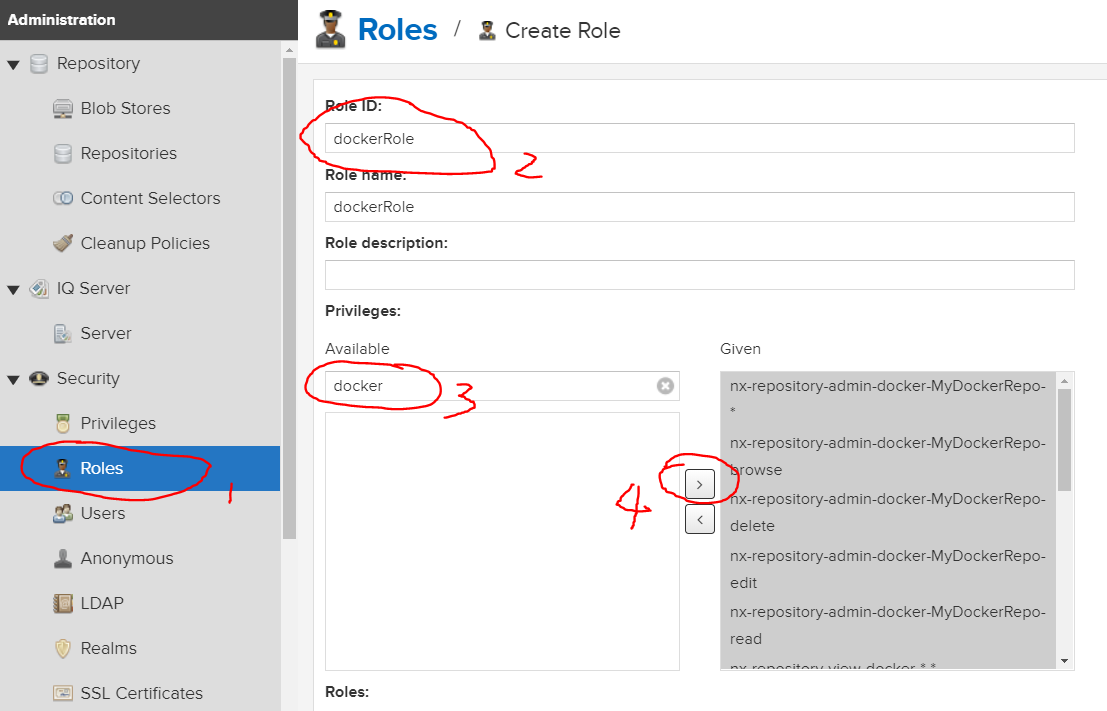 Administration
Repository
Blob Stores
Repositories
Content Selectors
Cleanup Policies
IQ Server
Server
Security
Privileges
Roles
1
Users
Anonymous
LDAP
Realms
SSL Certificates
Roles / Create Role
Role ID:
dockerRole
2
Role name:
dockerRole
Role description:
Privileges:
Available
docker
3
4
>
<
Given
nx-repository-admin-docker-MyDockerRepo-
*
nx-repository-admin-docker-MyDockerRepo-
browse
nx-repository-admin-docker-MyDockerRepo-
delete
nx-repository-admin-docker-MyDockerRepo-
edit
nx-repository-admin-docker-MyDockerRepo-
read
nx-repository-view-docker-*-*
Roles: